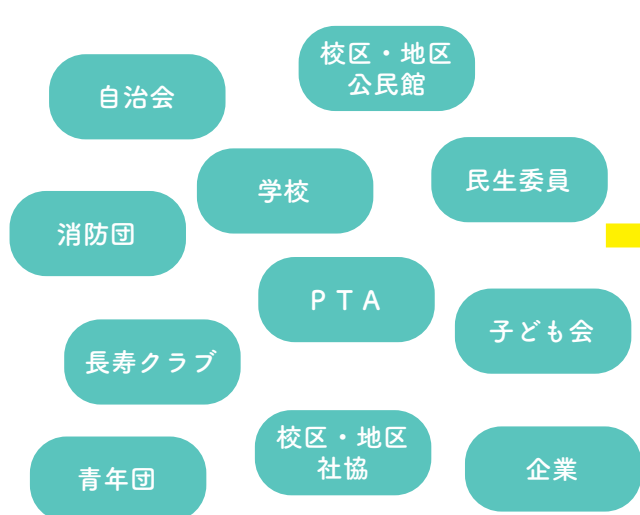 校区・地区
公民館
自治会
学校
民生委員
消防団
ＰＴＡ
子ども会
長寿クラブ
校区・地区
社協
青年団
企業